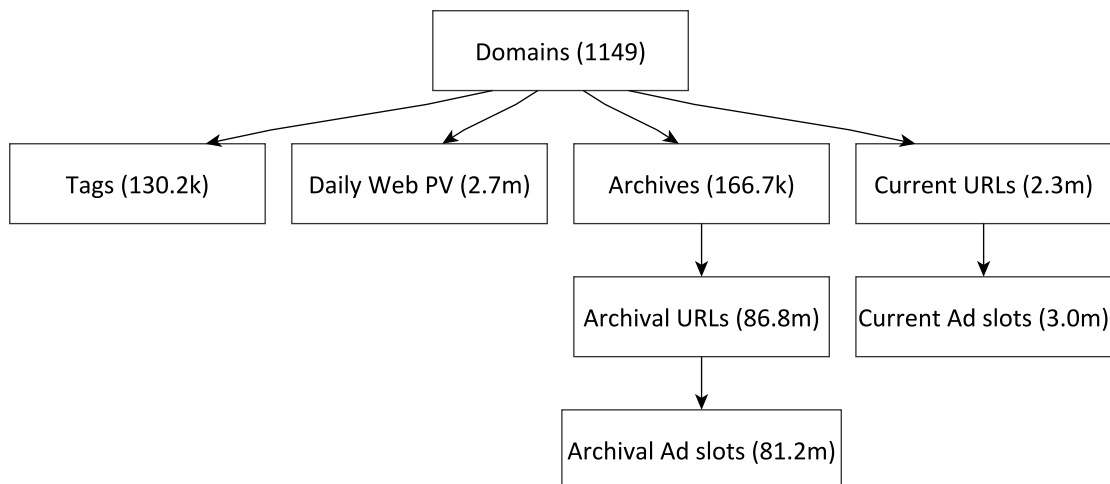 Domains (1149)
Tags (130.2k)
Daily Web PV (2.7m)
Archives (166.7k)
Current URLs (2.3m)
Archival URLs (86.8m)
Current Ad slots (3.0m)
Archival Ad slots (81.2m)